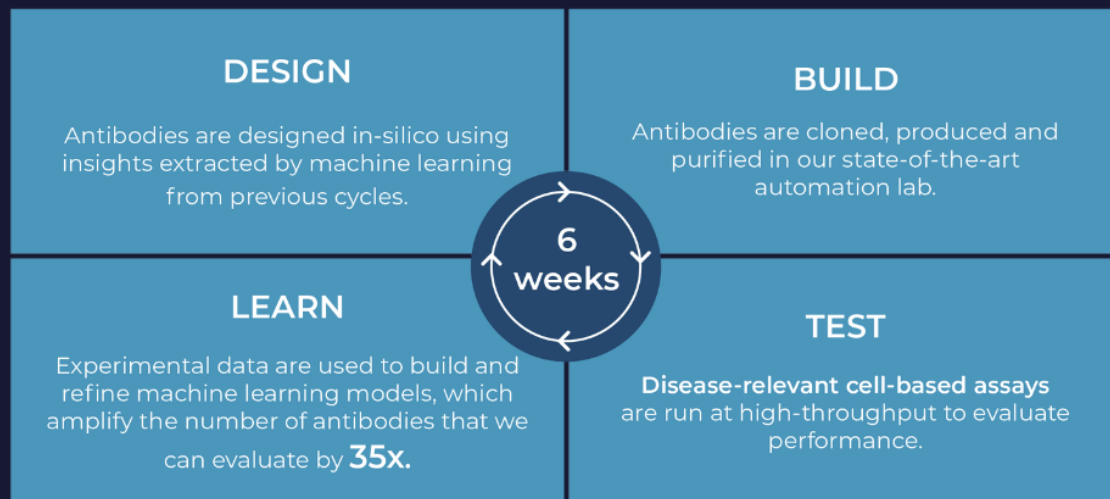 DESIGN
Antibodies are designed in-silico using
insights extracted by machine learning
from previous cycles.
BUILD
Antibodies are cloned, produced and
purified in our state-of-the-art
automation lab.
6
weeks
LEARN
Experimental data are used to build and
refine machine learning models, which
amplify the number of antibodies that we
can evaluate by 35x.
TEST
Disease-relevant cell-based assays
are run at high-throughput to evaluate
performance.